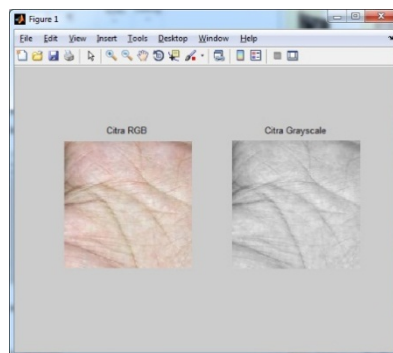 Figure 1
File Edit View Insert Tools Desktop Window Help
Citra RGB Citra Grayscale